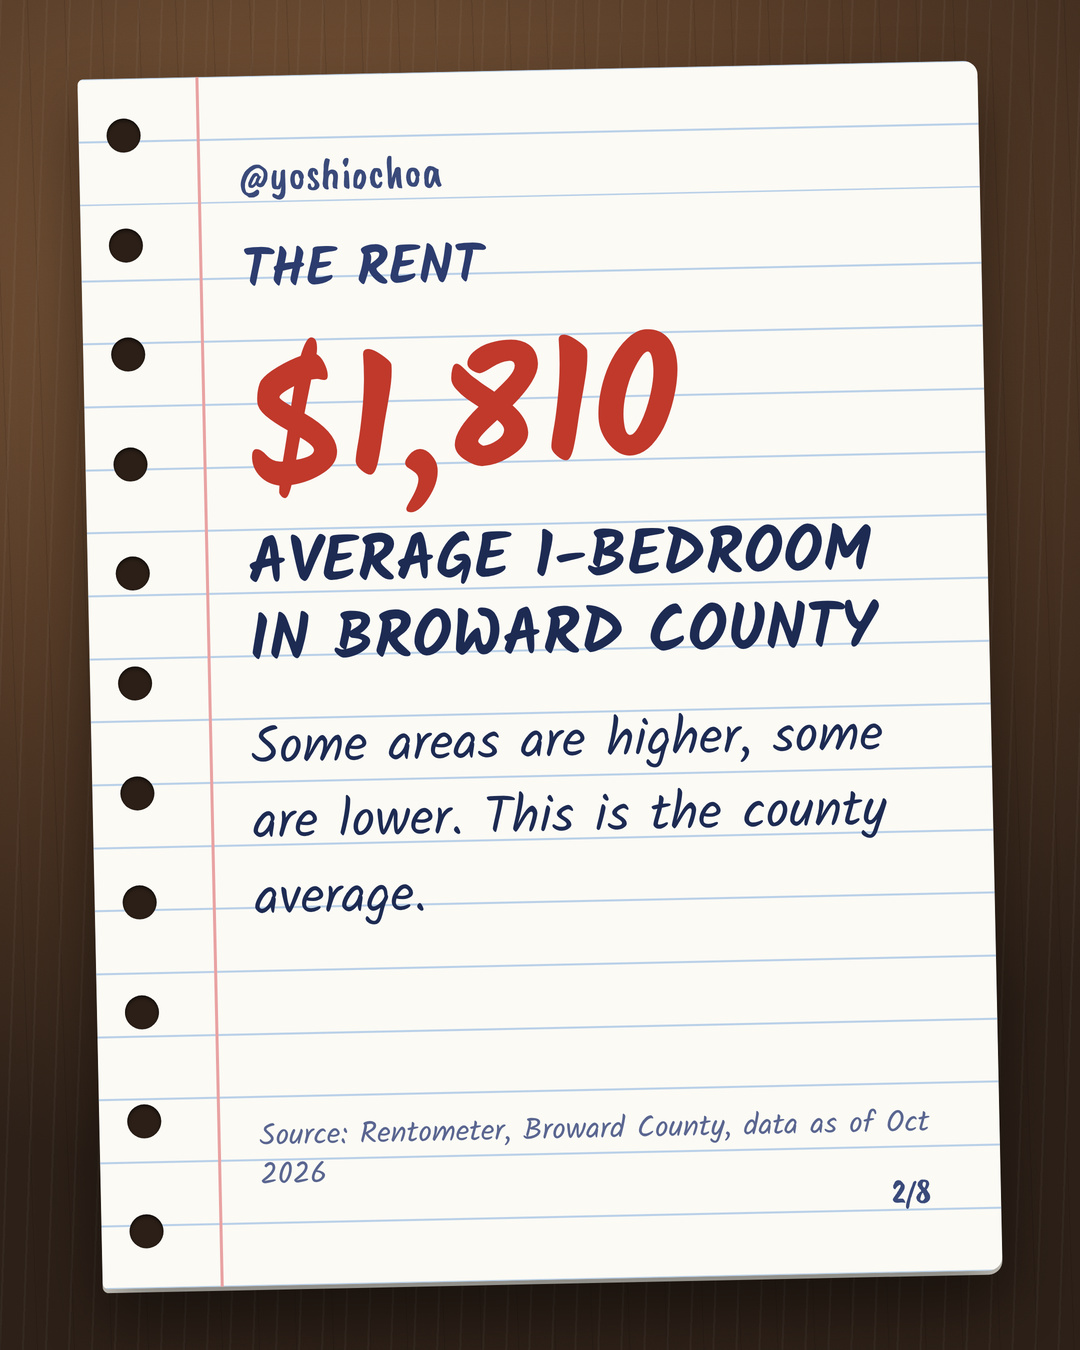 @yoshiochoa
THE RENT
$1,810
AVERAGE 1-BEDROOM
IN BROWARD COUNTY
Some areas are higher, some
are lower. This is the county
average.
Source: Rentometer, Broward County, data as of Oct
2026
2/8